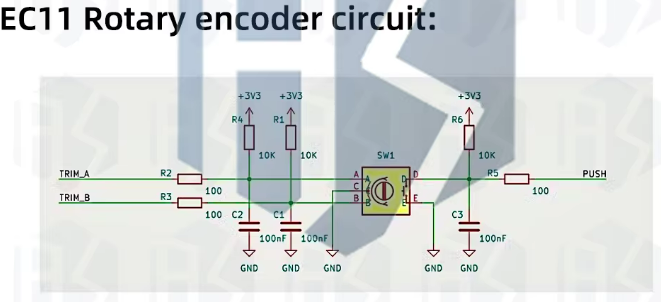 EC11 Rotary encoder circuit:
+3V3 +3V3 +3V3
R4 R1 R6
10K 10K SW1 10K
TRIM_A R2 A A D D R5 PUSH
100 C 100
TRIM_B R3 B B E E
100 C2 C1 C3
100nF 100nF 100nF
GND GND GND GND GND